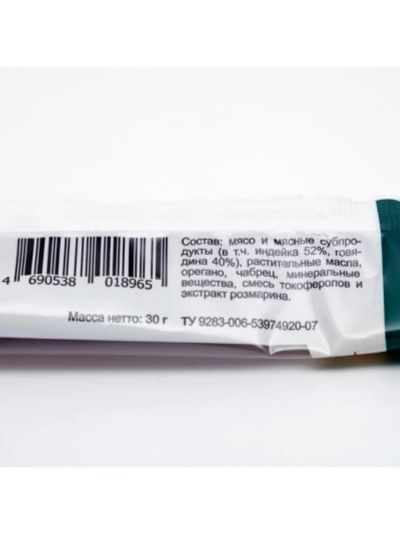 Состав: мясо и мясные субпро-
дукты (в т.ч. индейка 52%, говя-
дина 40%), растительные масла,
орегано, чабрец, минеральные
вещества, смесь токоферолов и
экстракт розмарина.
4 690538 018965
Масса нетто: 30 г
ТУ 9283-006-53974920-07